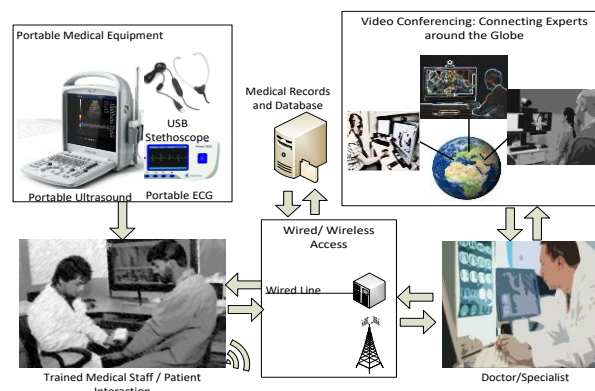 Portable Medical Equipment
USB
Stethoscope
Portable Ultrasound
Portable ECG
Medical Records
and Database
Video Conferencing: Connecting Experts
around the Globe
Wired/ Wireless
Access
Wired Line
Trained Medical Staff / Patient
Interaction
Doctor/Specialist